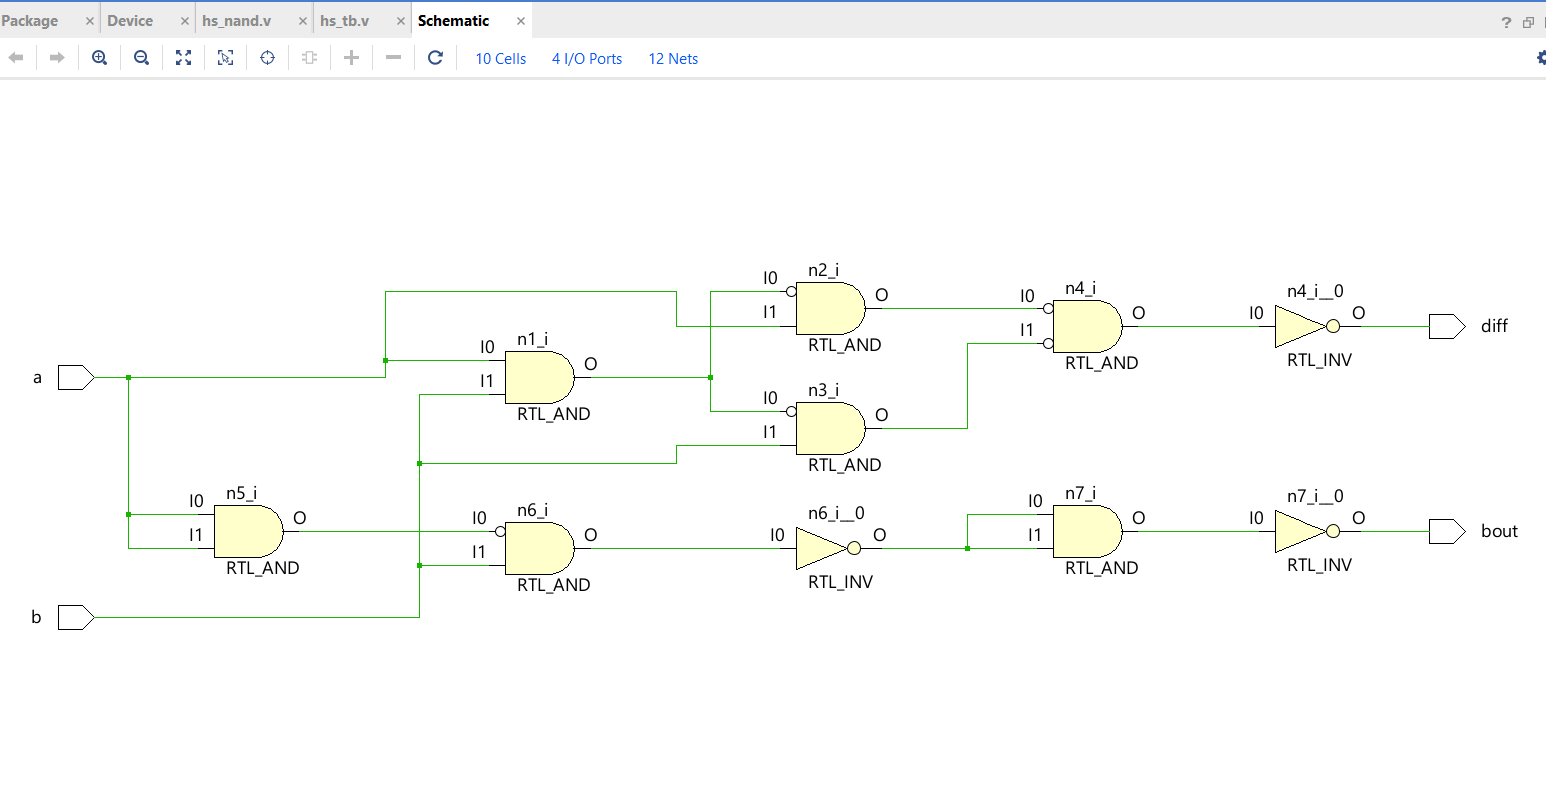 Package × Device × hs_nand.v × hs_tb.v × Schematic × ?
10 Cells 4 I/O Ports 12 Nets
n2_i
I0 O
I1
RTL_AND
n4_i
I0 O
I1
RTL_AND
n4_i__0
I0 O
RTL_INV
diff
n1_i
I0 O
I1
RTL_AND
a
n3_i
I0 O
I1
RTL_AND
n5_i
I0 O
I1
RTL_AND
n6_i
I0 O
I1
RTL_AND
n6_i__0
I0 O
RTL_INV
n7_i
I0 O
I1
RTL_AND
n7_i__0
I0 O
RTL_INV
bout
b